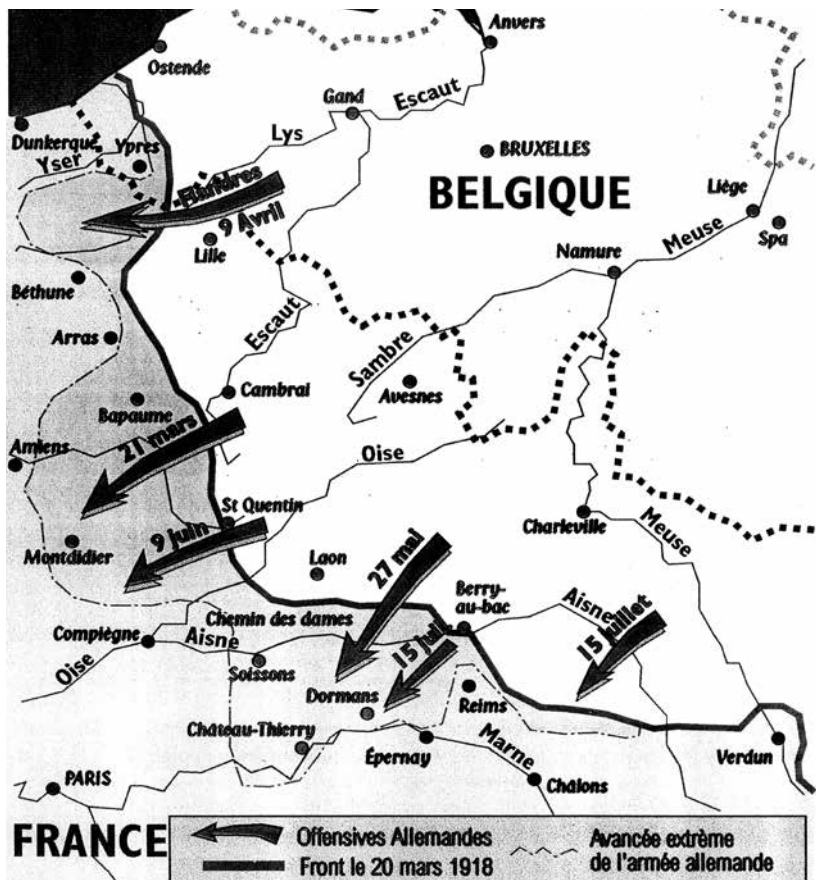 Anvers
Ostende
Gand
Escaut
Dunkerque
Ypres
Lys
Yser
BRUXELLES
BELGIQUE
Liège
Flandres
9 Avril
Spa
Meuse
Lille
Namure
Béthune
Escaut
Arras
Sambre
Cambrai
Avesnes
Bapaume
21 mars
Oise
Amiens
St Quentin
Charleville
Meuse
9 juin
27 mai
Montdidier
Laon
Berry-
au-bac
Aisne
15 juillet
Chemin des dames
Compiègne
Aisne
15 juil
Oise
Soissons
Dormans
Reims
Château-Thierry
Marne
Épernay
Verdun
PARIS
Châlons
FRANCE
Offensives Allemandes
Front le 20 mars 1918
Avancée extrême
de l'armée allemande